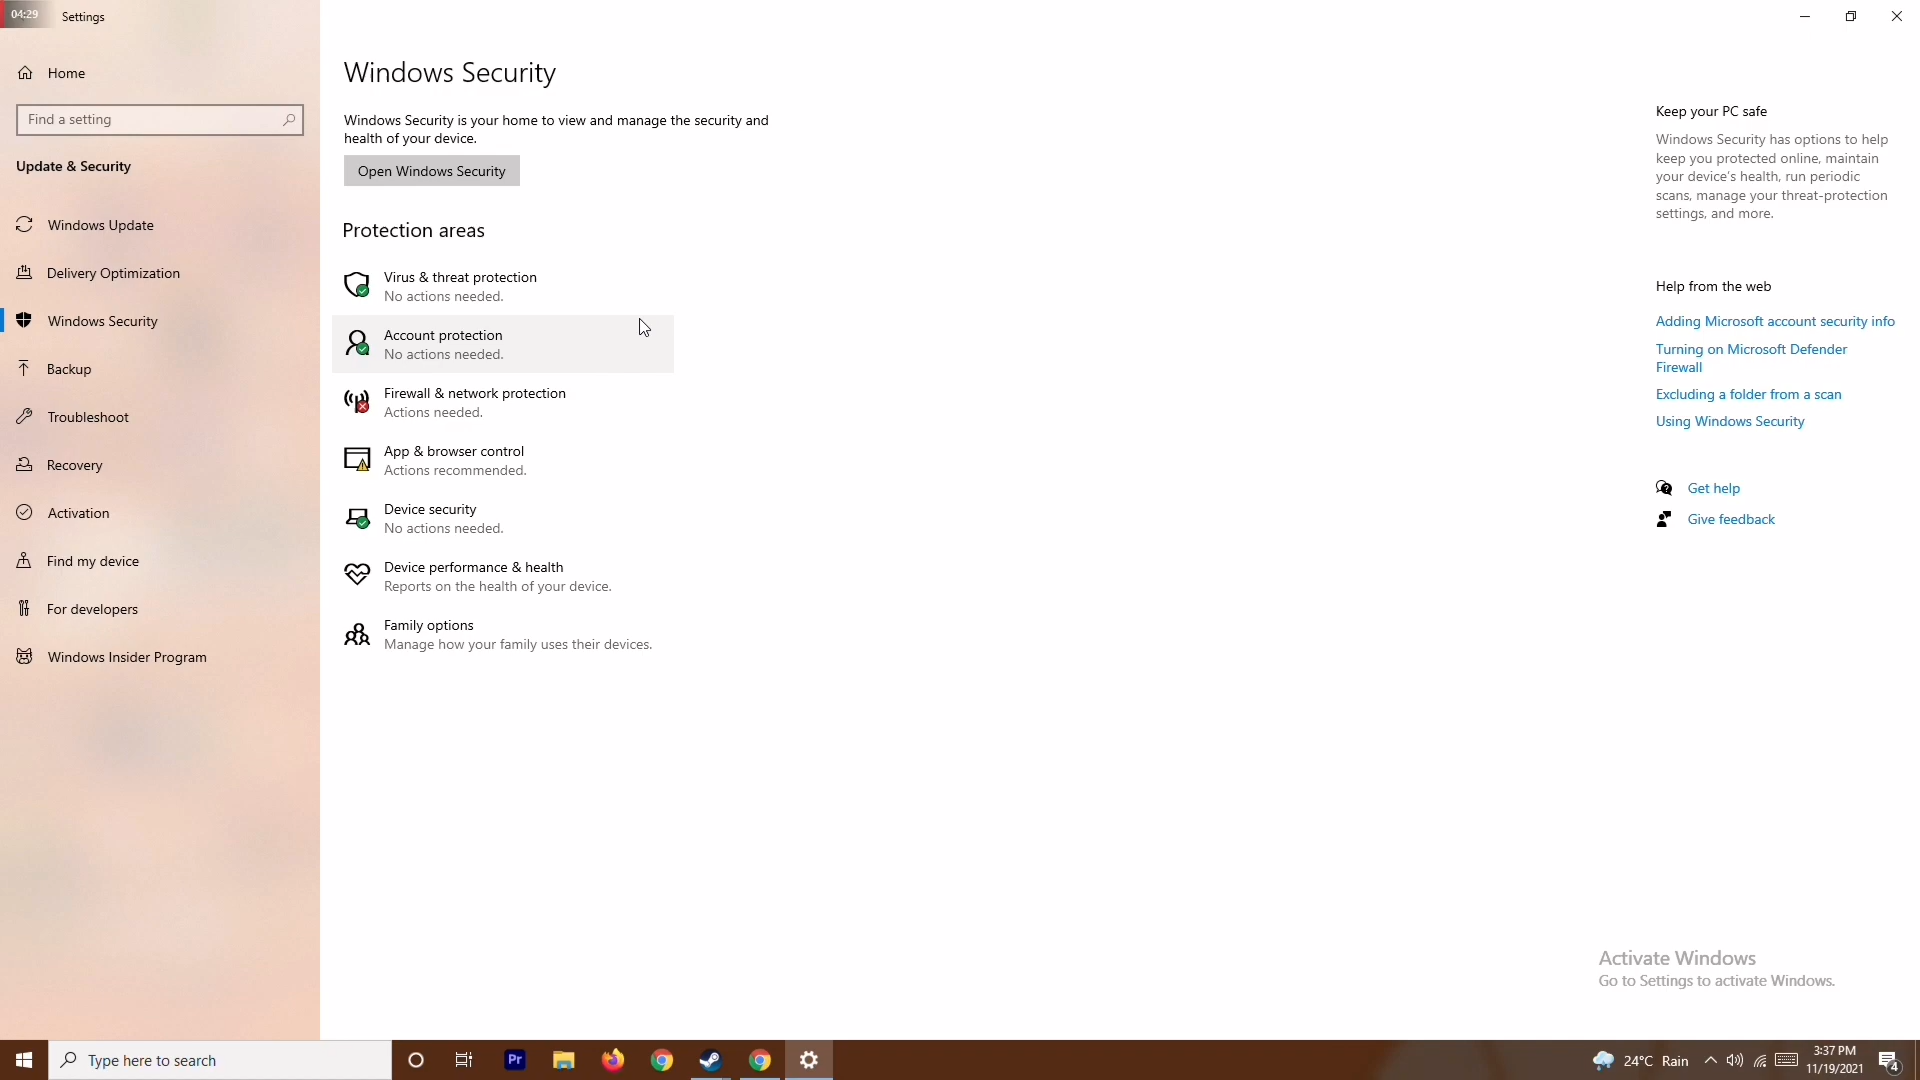 04:29
Settings
Home
Find a setting
Update & Security
Windows Update
Delivery Optimization
Windows Security
Backup
Troubleshoot
Recovery
Activation
Find my device
For developers
Windows Insider Program
Windows Security
Windows Security is your home to view and manage the security and
health of your device.
Open Windows Security
Protection areas
Virus & threat protection
No actions needed.
Account protection
No actions needed.
Firewall & network protection
Actions needed.
App & browser control
Actions recommended.
Device security
No actions needed.
Device performance & health
Reports on the health of your device.
Family options
Manage how your family uses their devices.
Keep your PC safe
Windows Security has options to help
keep you protected online, maintain
your device's health, run periodic
scans, manage your threat-protection
settings, and more.
Help from the web
Adding Microsoft account security info
Turning on Microsoft Defender
Firewall
Excluding a folder from a scan
Using Windows Security
Get help
Give feedback
Activate Windows
Go to Settings to activate Windows.
Type here to search
Pr
24°C Rain
3:37 PM
11/19/2021
4